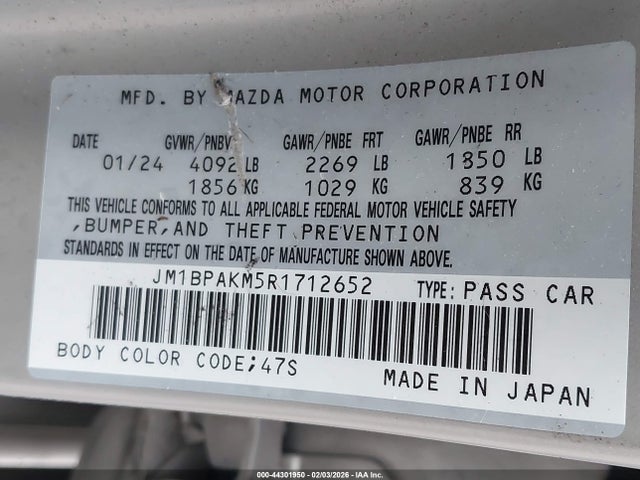 MFD. BY MAZDA MOTOR CORPORATION
DATE GVWR/PNBV GAWR/PNBE FRT GAWR/PNBE RR
01/24 4092 LB 2269 LB 1850 LB
1856 KG 1029 KG 839 KG
THIS VEHICLE CONFORMS TO ALL APPLICABLE FEDERAL MOTOR VEHICLE SAFETY
,BUMPER,AND THEFT PREVENTION
STANDARDS IN EFFECT ON THE DATE OF MANUFACTURE SHOWN ABOVE.
JM1BPAKM5R1712652 TYPE: PASS CAR
BODY COLOR CODE;47S
MADE IN JAPAN
000-44301950 - 02/03/2026 - IAA Inc.